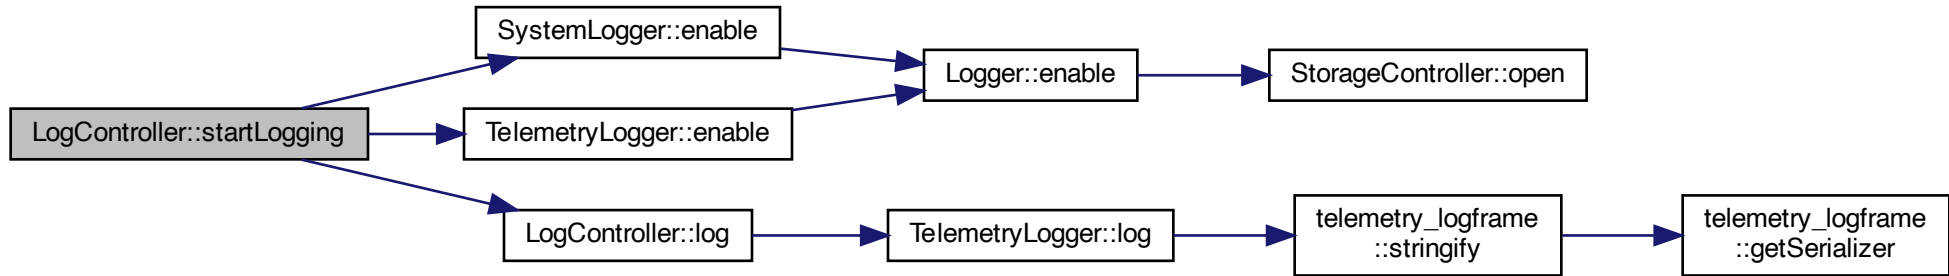 SystemLogger::enable
Logger::enable
StorageController::open
LogController::startLogging
TelemetryLogger::enable
LogController::log
TelemetryLogger::log
telemetry_logframe
::stringify
telemetry_logframe
::getSerializer